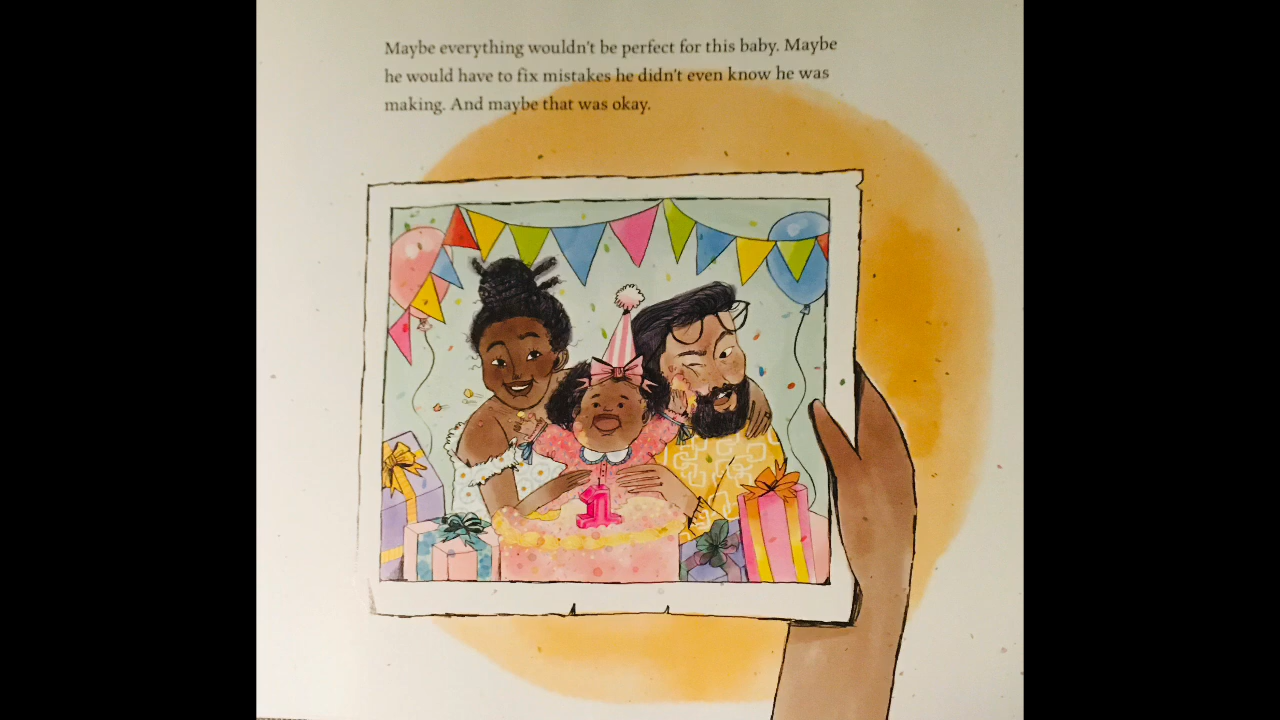 Maybe everything wouldn't be perfect for this baby. Maybe
he would have to fix mistakes he didn't even know he was
making. And maybe that was okay.
1